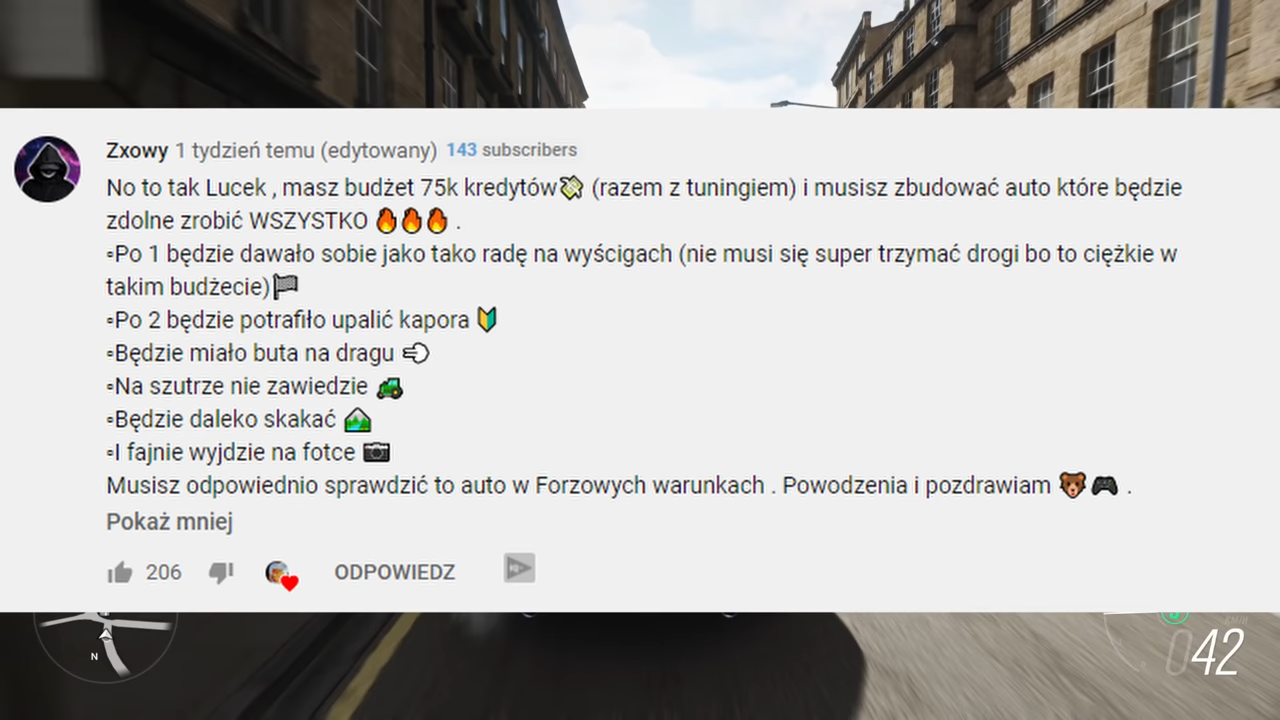 Zxowy 1 tydzień temu (edytowany) 143 subscribers
No to tak Lucek , masz budżet 75k kredytów💸 (razem z tuningiem) i musisz zbudować auto które będzie
zdolne zrobić WSZYSTKO 🔥🔥🔥 .
▫Po 1 będzie dawało sobie jako tako radę na wyścigach (nie musi się super trzymać drogi bo to ciężkie w
takim budżecie)🏴
▫Po 2 będzie potrafiło upalić kapora 🔰
▫Będzie miało buta na dragu 💨
▫Na szutrze nie zawiedzie 🚜
▫Będzie daleko skakać 🏞
▫I fajnie wyjdzie na fotce 📷
Musisz odpowiednio sprawdzić to auto w Forzowych warunkach . Powodzenia i pozdrawiam 🐻🎮 .
Pokaż mniej
206 ODPOWIEDZ
N
042